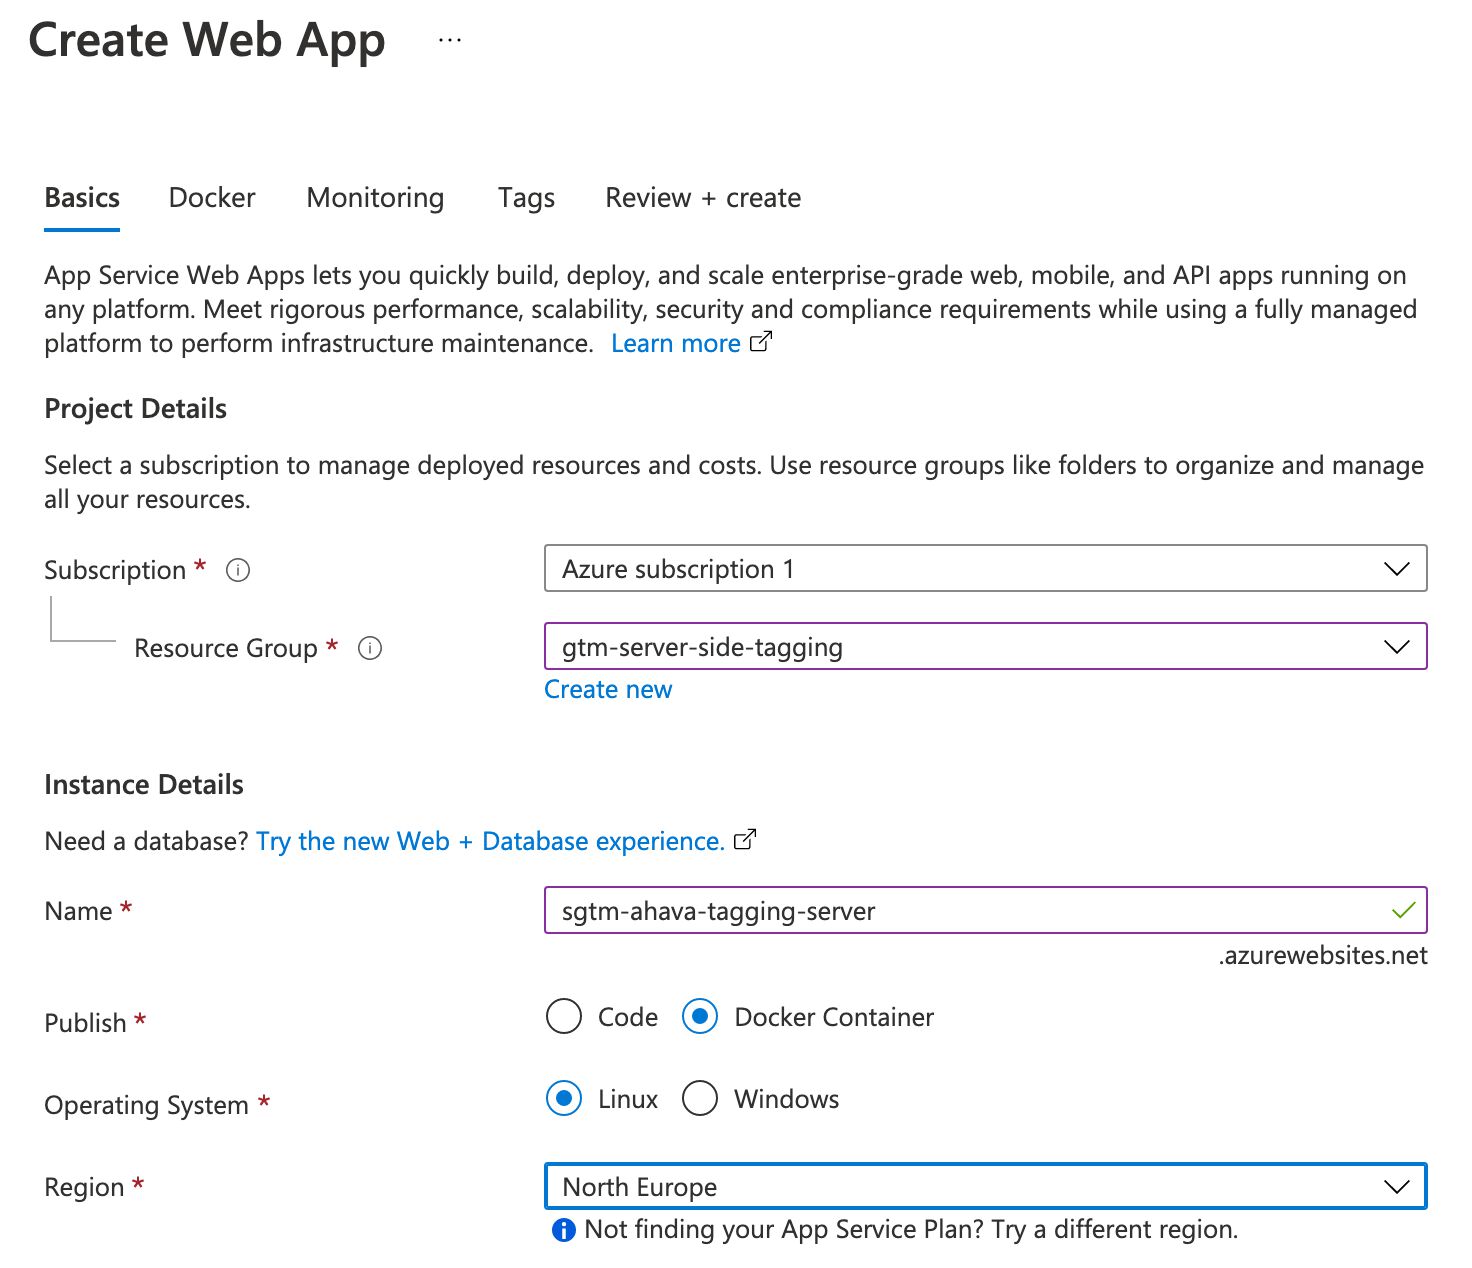 Create Web App ...
Basics Docker Monitoring Tags Review + create
App Service Web Apps lets you quickly build, deploy, and scale enterprise-grade web, mobile, and API apps running on
any platform. Meet rigorous performance, scalability, security and compliance requirements while using a fully managed
platform to perform infrastructure maintenance. Learn more
Project Details
Select a subscription to manage deployed resources and costs. Use resource groups like folders to organize and manage
all your resources.
Subscription * Azure subscription 1
Resource Group * gtm-server-side-tagging
Create new
Instance Details
Need a database? Try the new Web + Database experience.
Name * sgtm-ahava-tagging-server
.azurewebsites.net
Publish * Code Docker Container
Operating System * Linux Windows
Region * North Europe
Not finding your App Service Plan? Try a different region.